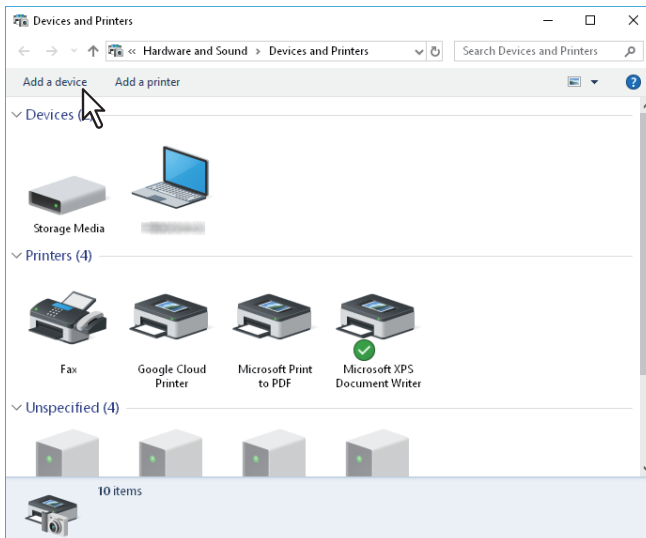 Devices and Printers
« Hardware and Sound > Devices and Printers
Search Devices and Printers
Add a device
Add a printer
Devices (
Storage Media
Printers (4)
Fax
Google Cloud Printer
Microsoft Print to PDF
Microsoft XPS Document Writer
Unspecified (4)
10 items